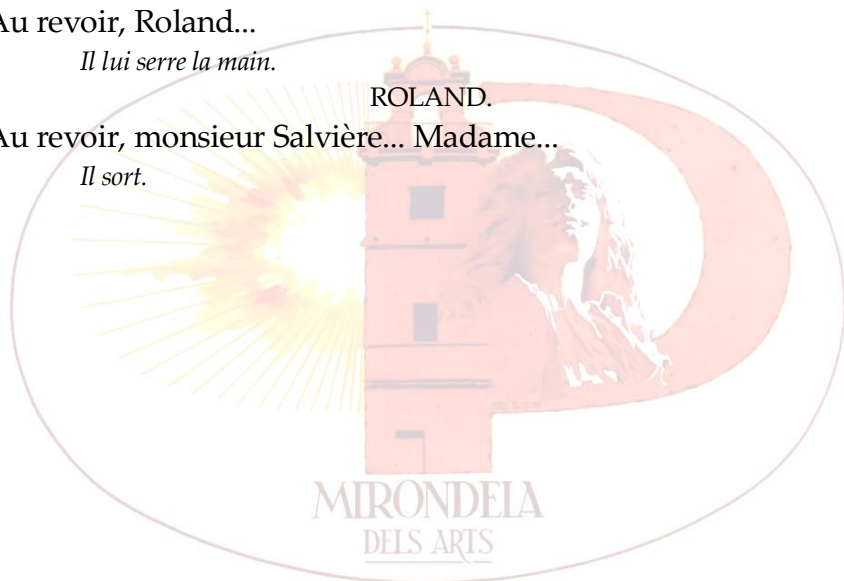 Au revoir, Roland...
Il lui serre la main.
ROLAND.
Au revoir, monsieur Salvière... Madame...
Il sort.
MIRONDELA
DELS ARTS